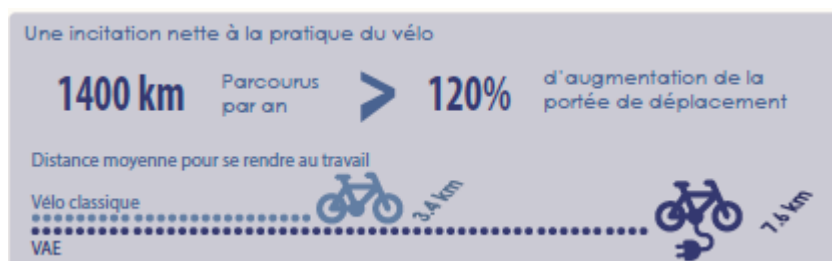 Une incitation nette à la pratique du vélo
1400 km
Parcourus
par an
>
120%
d'augmentation de la
portée de déplacement
Distance moyenne pour se rendre au travail
Vélo classique
3,4 km
7.6 km
VAE